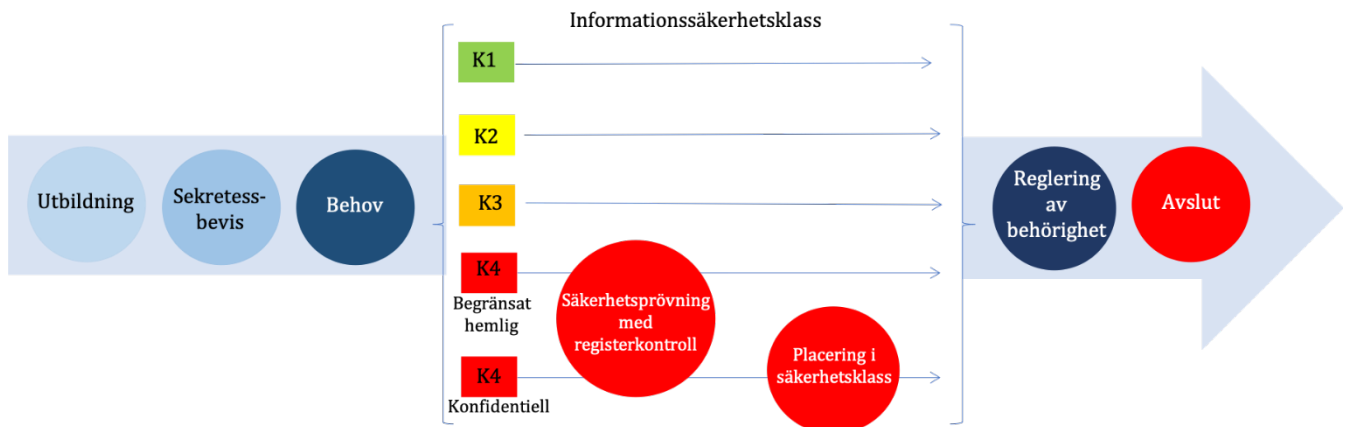 Informationssäkerhetsklass
Utbildning
Sekretess-
bevis
Behov
K1
K2
K3
K4
Begränsat
hemlig
K4
Konfidentiell
Säkerhetsprövning
med
registerkontroll
Placering i
säkerhetsklass
Reglering
av
behörighet
Avslut